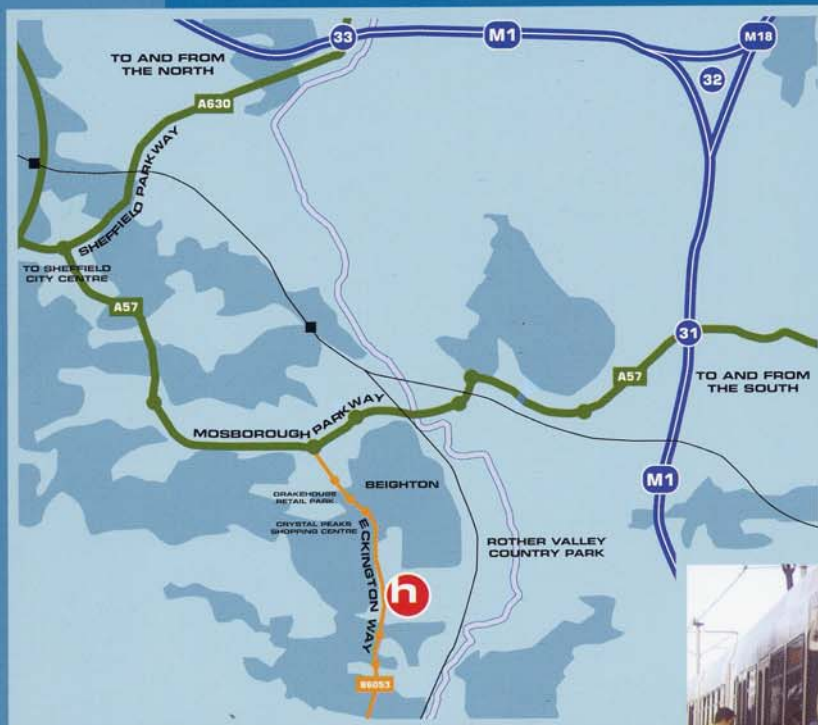 33
M1
M18
32
TO AND FROM
THE NORTH
A630
SHEFFIELD PARKWAY
TO SHEFFIELD
CITY CENTRE
A57
31
A57
TO AND FROM
THE SOUTH
MOSBOROUGH PARKWAY
M1
BEIGHTON
DRAKEHOUSE
RETAIL PARK
CRYSTAL PEAKS
SHOPPING CENTRE
ECKINGTON WAY
ROTHER VALLEY
COUNTRY PARK
h
B6053